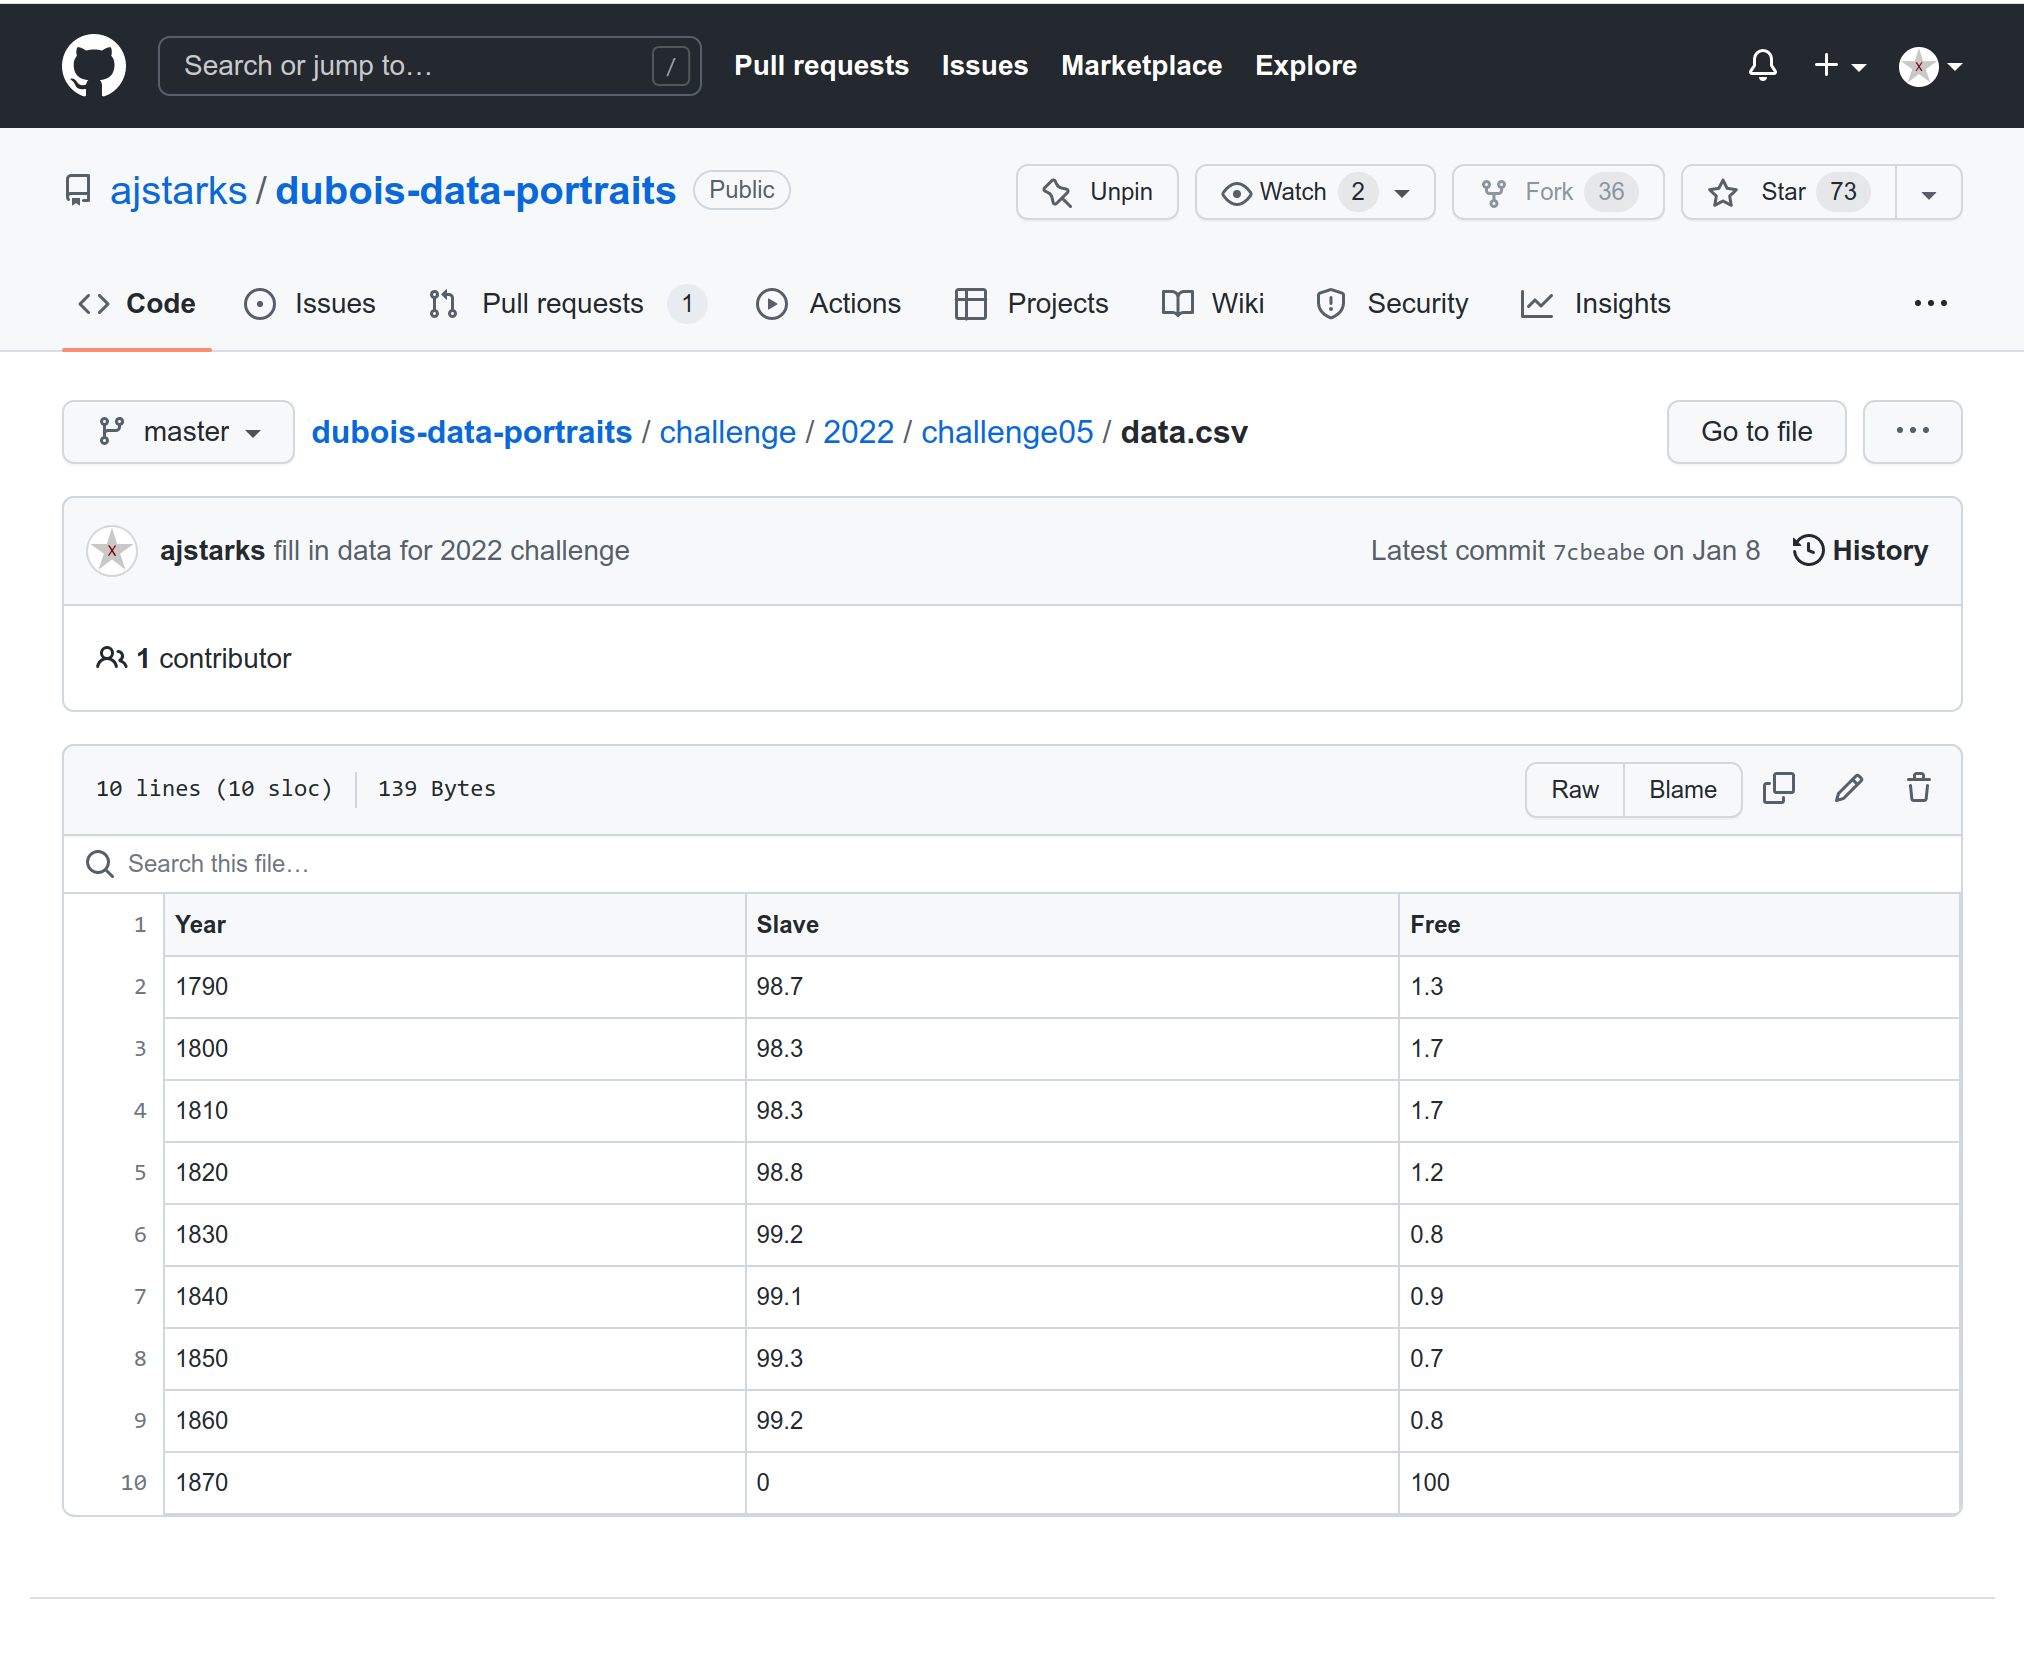 Search or jump to… / Pull requests Issues Marketplace Explore
ajstarks / dubois-data-portraits Public Unpin Watch 2 Fork 36 Star 73
Code Issues Pull requests 1 Actions Projects Wiki Security Insights
master dubois-data-portraits / challenge / 2022 / challenge05 / data.csv Go to file
X ajstarks fill in data for 2022 challenge Latest commit 7cbeabe on Jan 8 History
1 contributor
10 lines (10 sloc) 139 Bytes Raw Blame
Search this file…
1 Year Slave Free
2 1790 98.7 1.3
3 1800 98.3 1.7
4 1810 98.3 1.7
5 1820 98.8 1.2
6 1830 99.2 0.8
7 1840 99.1 0.9
8 1850 99.3 0.7
9 1860 99.2 0.8
10 1870 0 100